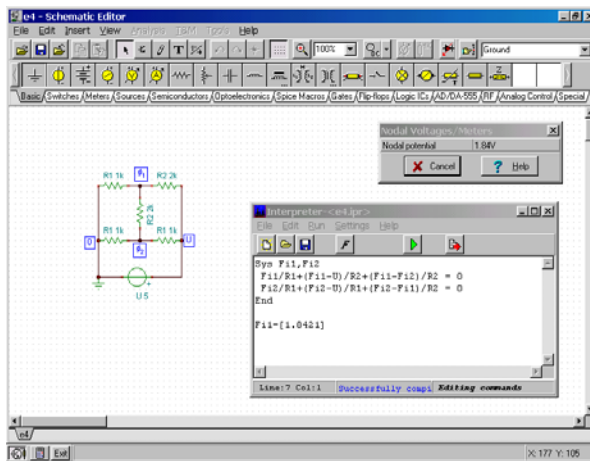 e4 - Schematic Editor
File Edit Insert View Analysis T&M Tools Help
100% Ground
Basic Switches Meters Sources Semiconductors Optoelectronics Spice Macros Gates Flip-flops Logic ICs AD/DA-555 RF Analog Control Special
Nodal Voltages/Meters
Nodal potential 1.84V
Cancel Help
R1 1k R2 2k
R2 2k
0 R1 1k R1 1k U
U 5
Interpreter-<e4.ipr>
File Edit Run Settings Help
Sys Fi1,Fi2
Fi1/R1+(Fi1-U)/R2+(Fi1-Fi2)/R2 = 0
Fi2/R1+(Fi2-U)/R1+(Fi2-Fi1)/R2 = 0
End
Fi1=[1.8421]
Line:7 Col:1 Successfully compi Editing commands
e4
Exit X: 177 Y: 105